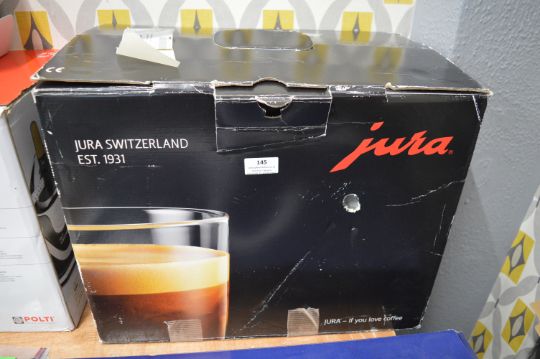 JURA SWITZERLAND
EST. 1931
145
jura
JURA – If you love coffee
POLTI